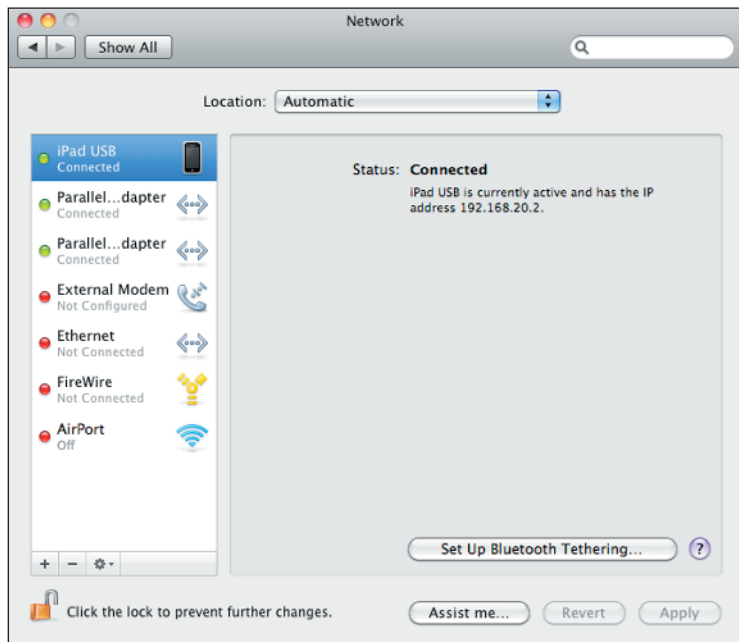 Network
Show All
Location: Automatic
iPad USB
Connected
Parallel...dapter
Connected
Parallel...dapter
Connected
External Modem
Not Configured
Ethernet
Not Connected
FireWire
Not Connected
AirPort
Off
Status: Connected
iPad USB is currently active and has the IP
address 192.168.20.2.
Set Up Bluetooth Tethering... ?
Click the lock to prevent further changes.
Assist me... Revert Apply